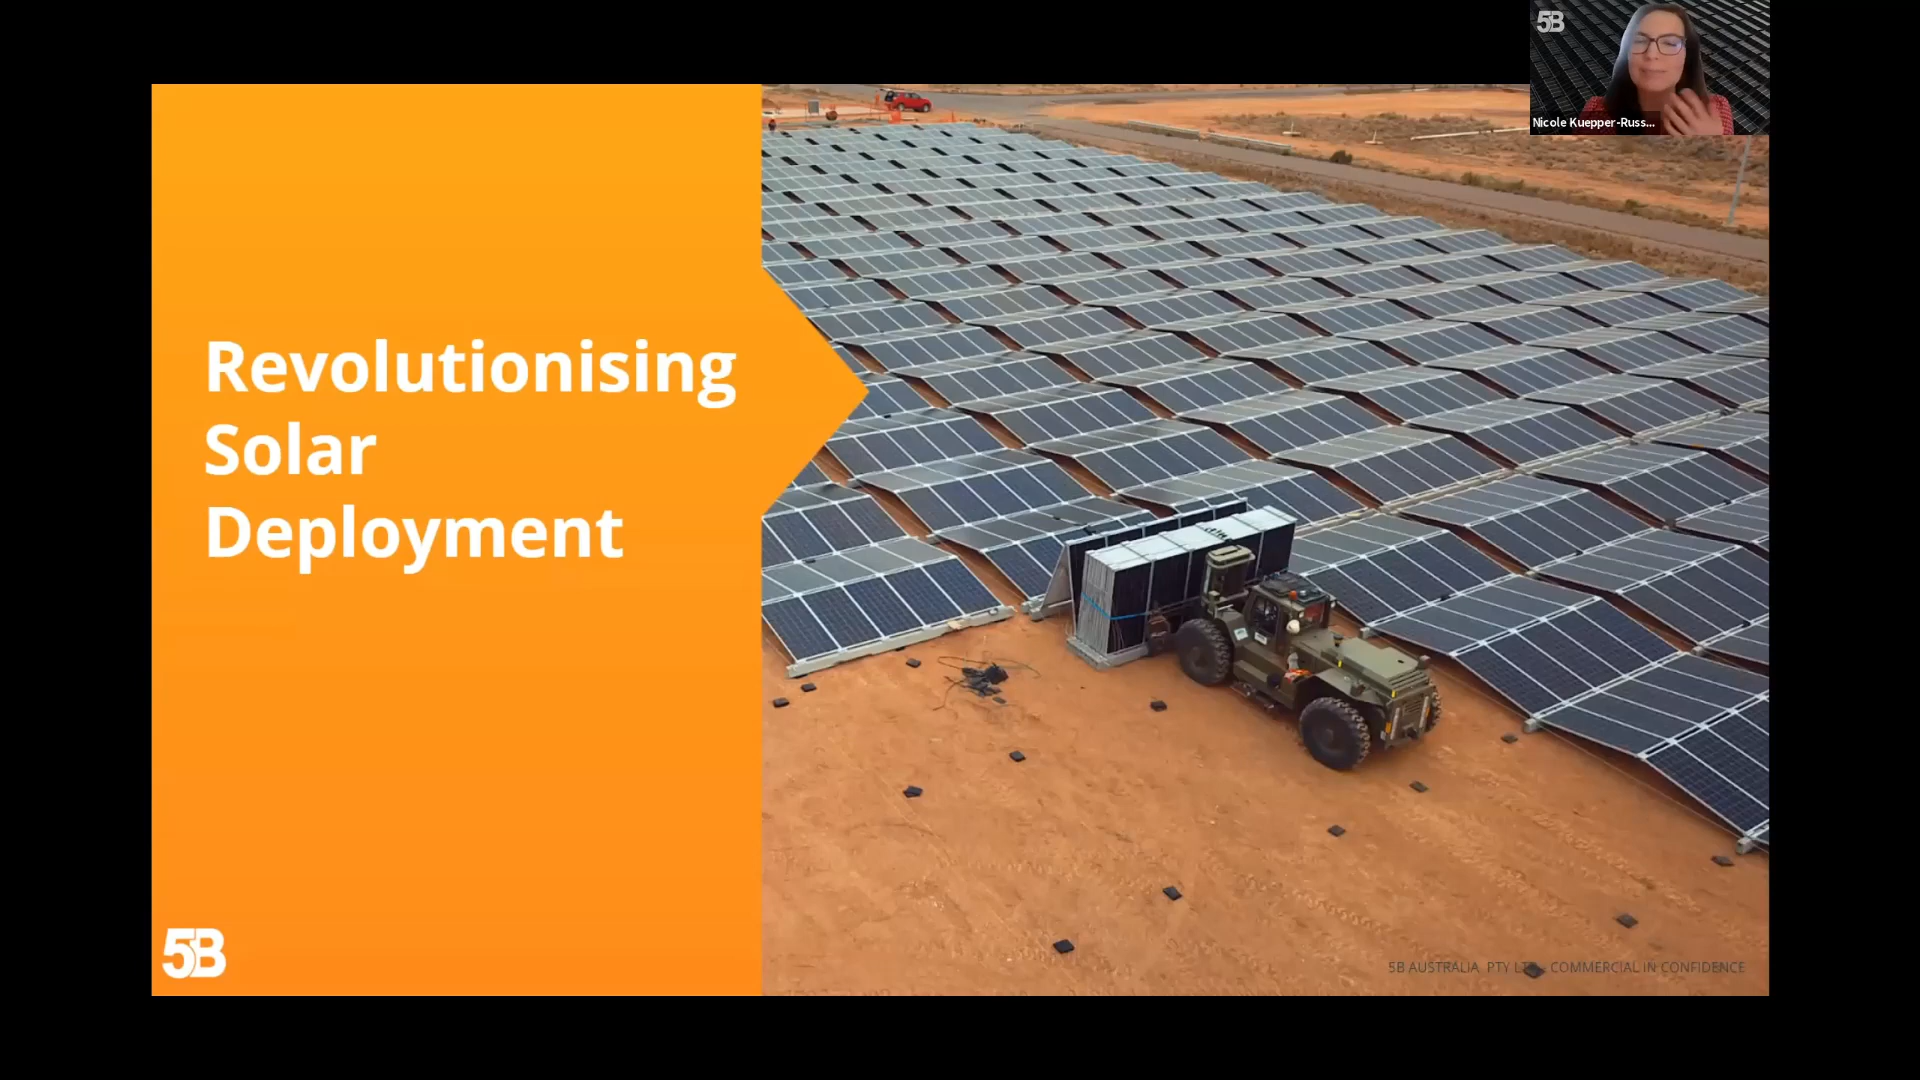 5B
Nicole Kuepper-Russ...
Revolutionising
Solar
Deployment
5B
5B AUSTRALIA PTY LTD - COMMERCIAL IN CONFIDENCE